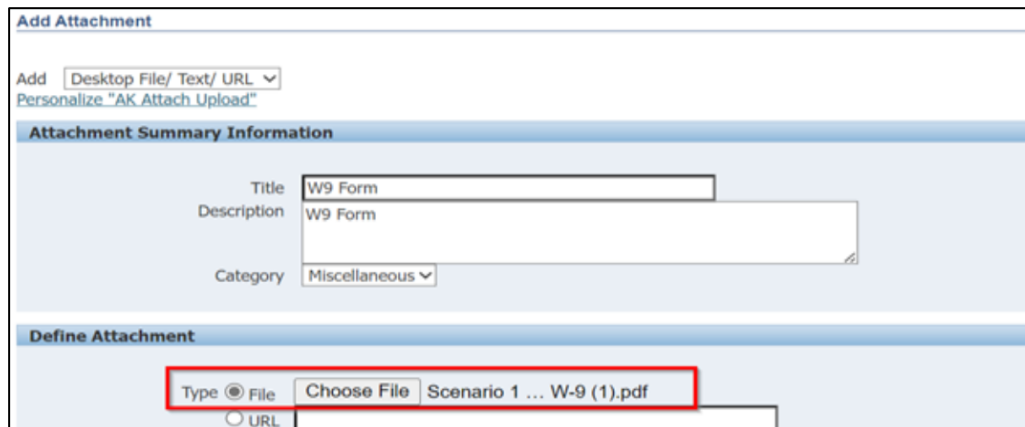 Add Attachment
Add Desktop File/ Text/ URL
Personalize "AK Attach Upload"
Attachment Summary Information
Title W9 Form
Description W9 Form
Category Miscellaneous
Define Attachment
Type File Choose File Scenario 1 ... W-9 (1).pdf
URL